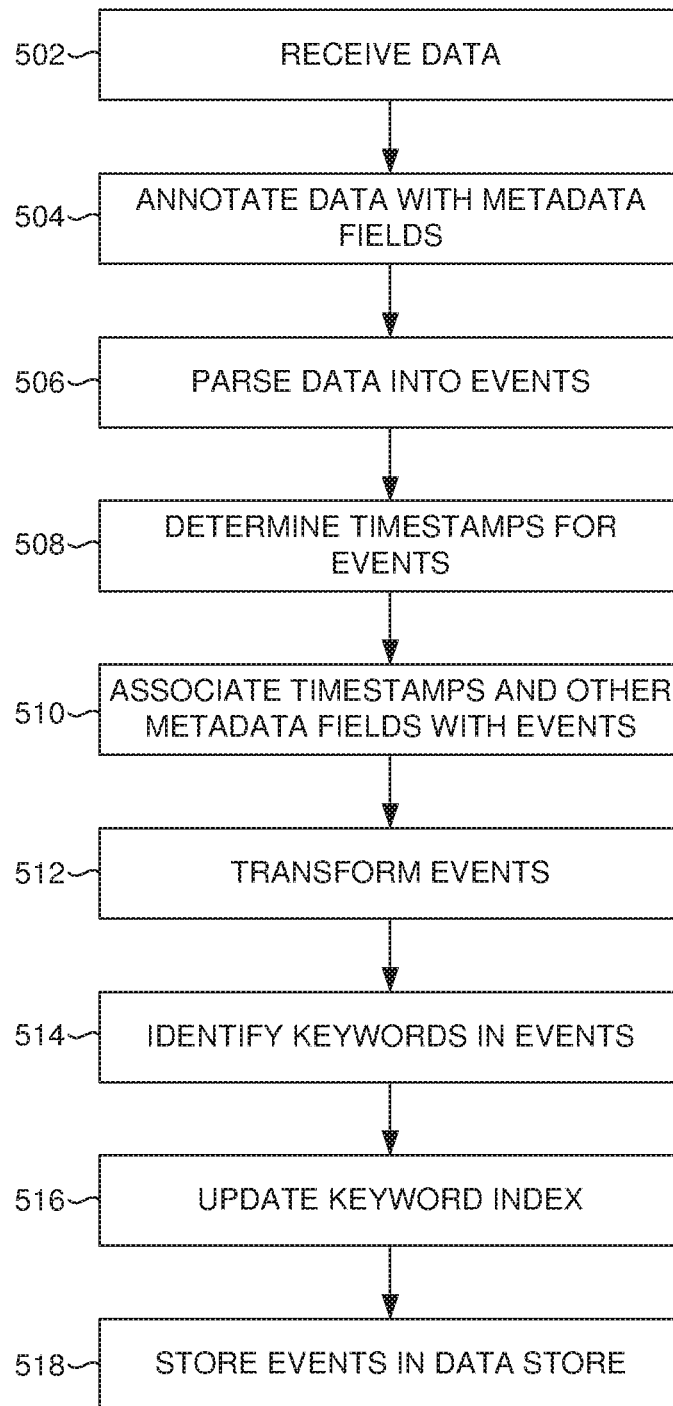 502 RECEIVE DATA
504 ANNOTATE DATA WITH METADATA
FIELDS
506 PARSE DATA INTO EVENTS
508 DETERMINE TIMESTAMPS FOR
EVENTS
510 ASSOCIATE TIMESTAMPS AND OTHER
METADATA FIELDS WITH EVENTS
512 TRANSFORM EVENTS
514 IDENTIFY KEYWORDS IN EVENTS
516 UPDATE KEYWORD INDEX
518 STORE EVENTS IN DATA STORE